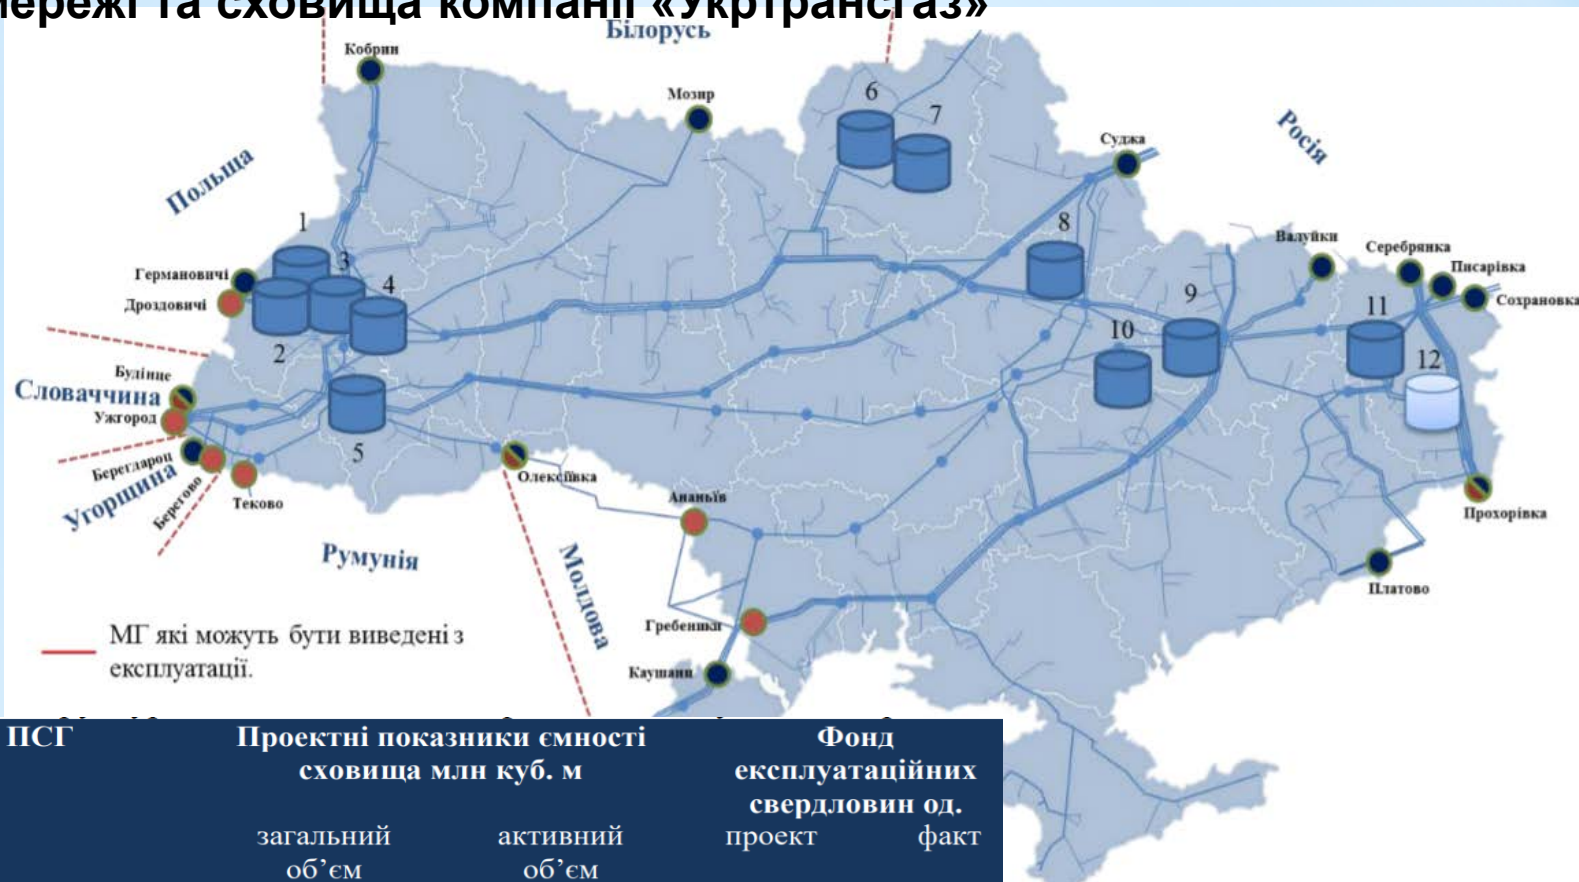 мережі та сховища компанії «Укртрансгаз»
Білорусь
Кобрин
Мозир
6
7
Суджа
Росія
Польща
1
8
Валуйки
Серебрянка
Писарівка
Германовичі
3
4
9
11
Сохрановка
Дроздовичі
10
2
12
Будінце
Словаччина
Ужгород
5
Берегдароц
Угорщина
Берегово
Теково
Олексіївка
Ананьїв
Прохорівка
Румунія
Молдова
Платово
МГ які можуть бути виведені з
експлуатації.
Гребеники
Каушани
ПСГ
Проектні показники ємності
сховища млн куб. м
Фонд
експлуатаційних
свердловин од.
загальний
об’єм
активний
об’єм
проект
факт